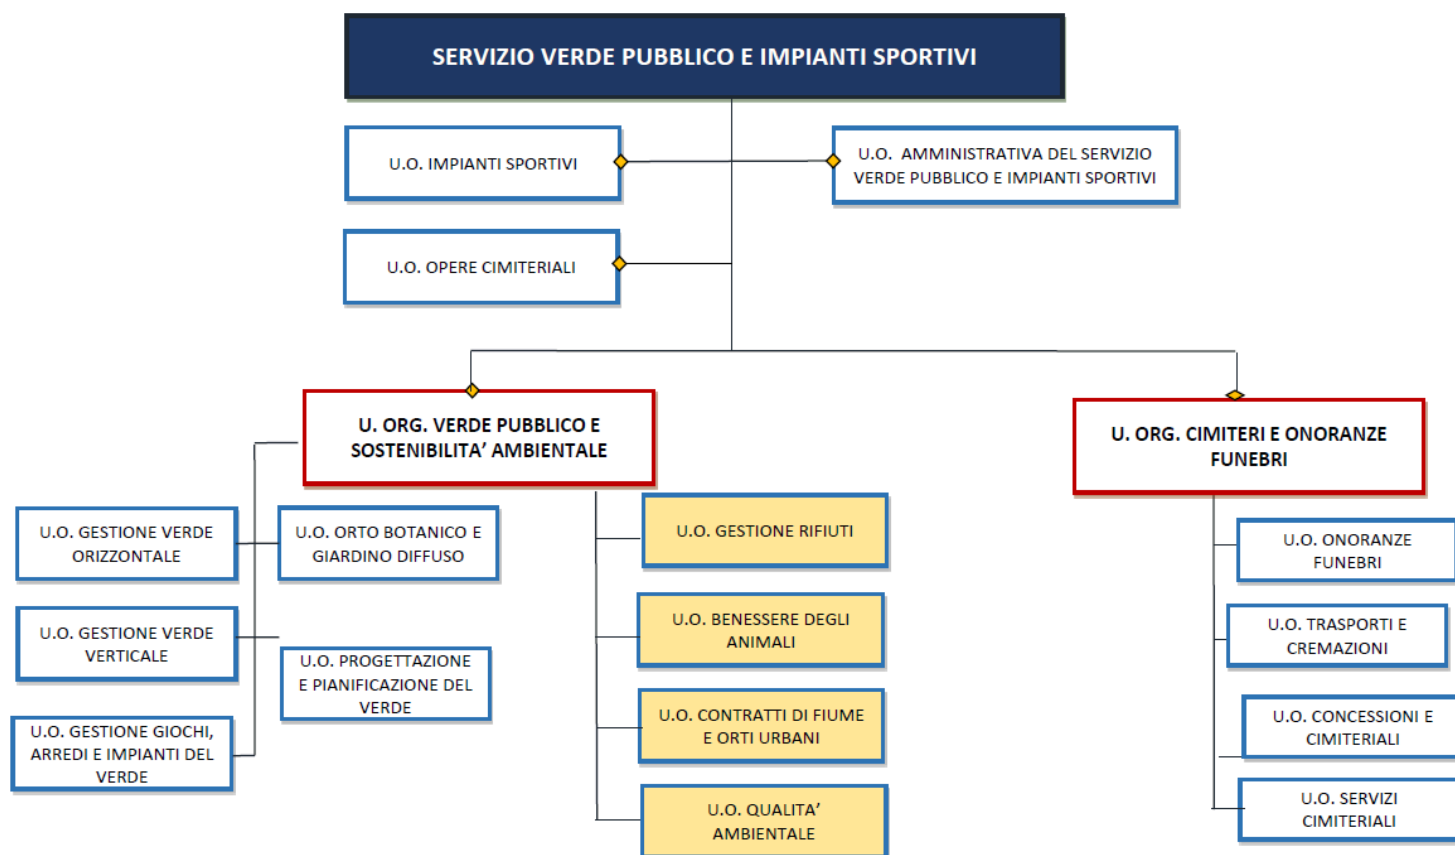 SERVIZIO VERDE PUBBLICO E IMPIANTI SPORTIVI
U.O. IMPIANTI SPORTIVI
U.O. AMMINISTRATIVA DEL SERVIZIO
VERDE PUBBLICO E IMPIANTI SPORTIVI
U.O. OPERE CIMITERIALI
U. ORG. VERDE PUBBLICO E
SOSTENIBILITA’ AMBIENTALE
U. ORG. CIMITERI E ONORANZE
FUNEBRI
U.O. GESTIONE VERDE
ORIZZONTALE
U.O. ORTO BOTANICO E
GIARDINO DIFFUSO
U.O. GESTIONE VERDE
VERTICALE
U.O. PROGETTAZIONE
E PIANIFICAZIONE DEL
VERDE
U.O. GESTIONE GIOCHI,
ARREDI E IMPIANTI DEL
VERDE
U.O. GESTIONE RIFIUTI
U.O. BENESSERE DEGLI
ANIMALI
U.O. CONTRATTI DI FIUME
E ORTI URBANI
U.O. QUALITA’
AMBIENTALE
U.O. ONORANZE
FUNEBRI
U.O. TRASPORTI E
CREMAZIONI
U.O. CONCESSIONI E
CIMITERIALI
U.O. SERVIZI
CIMITERIALI